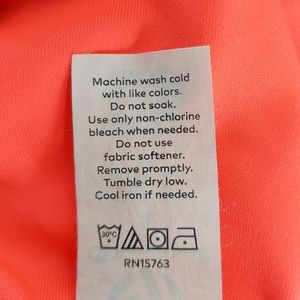 Machine wash cold
with like colors.
Do not soak.
Use only non-chlorine
bleach when needed.
Do not use
fabric softener.
Remove promptly.
Tumble dry low.
Cool iron if needed.
30°C
RN15763